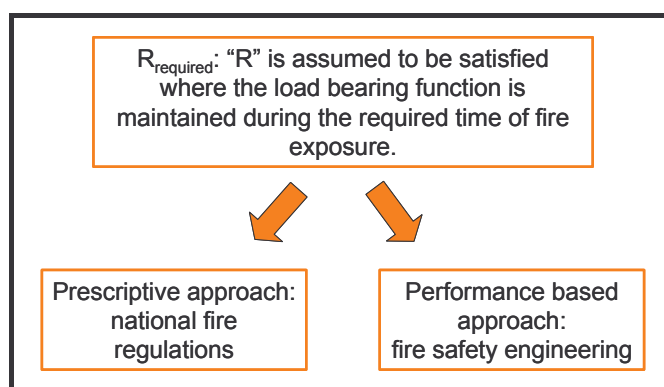 R_required: “R” is assumed to be satisfied
where the load bearing function is
maintained during the required time of fire
exposure.
Prescriptive approach:
national fire
regulations
Performance based
approach:
fire safety engineering